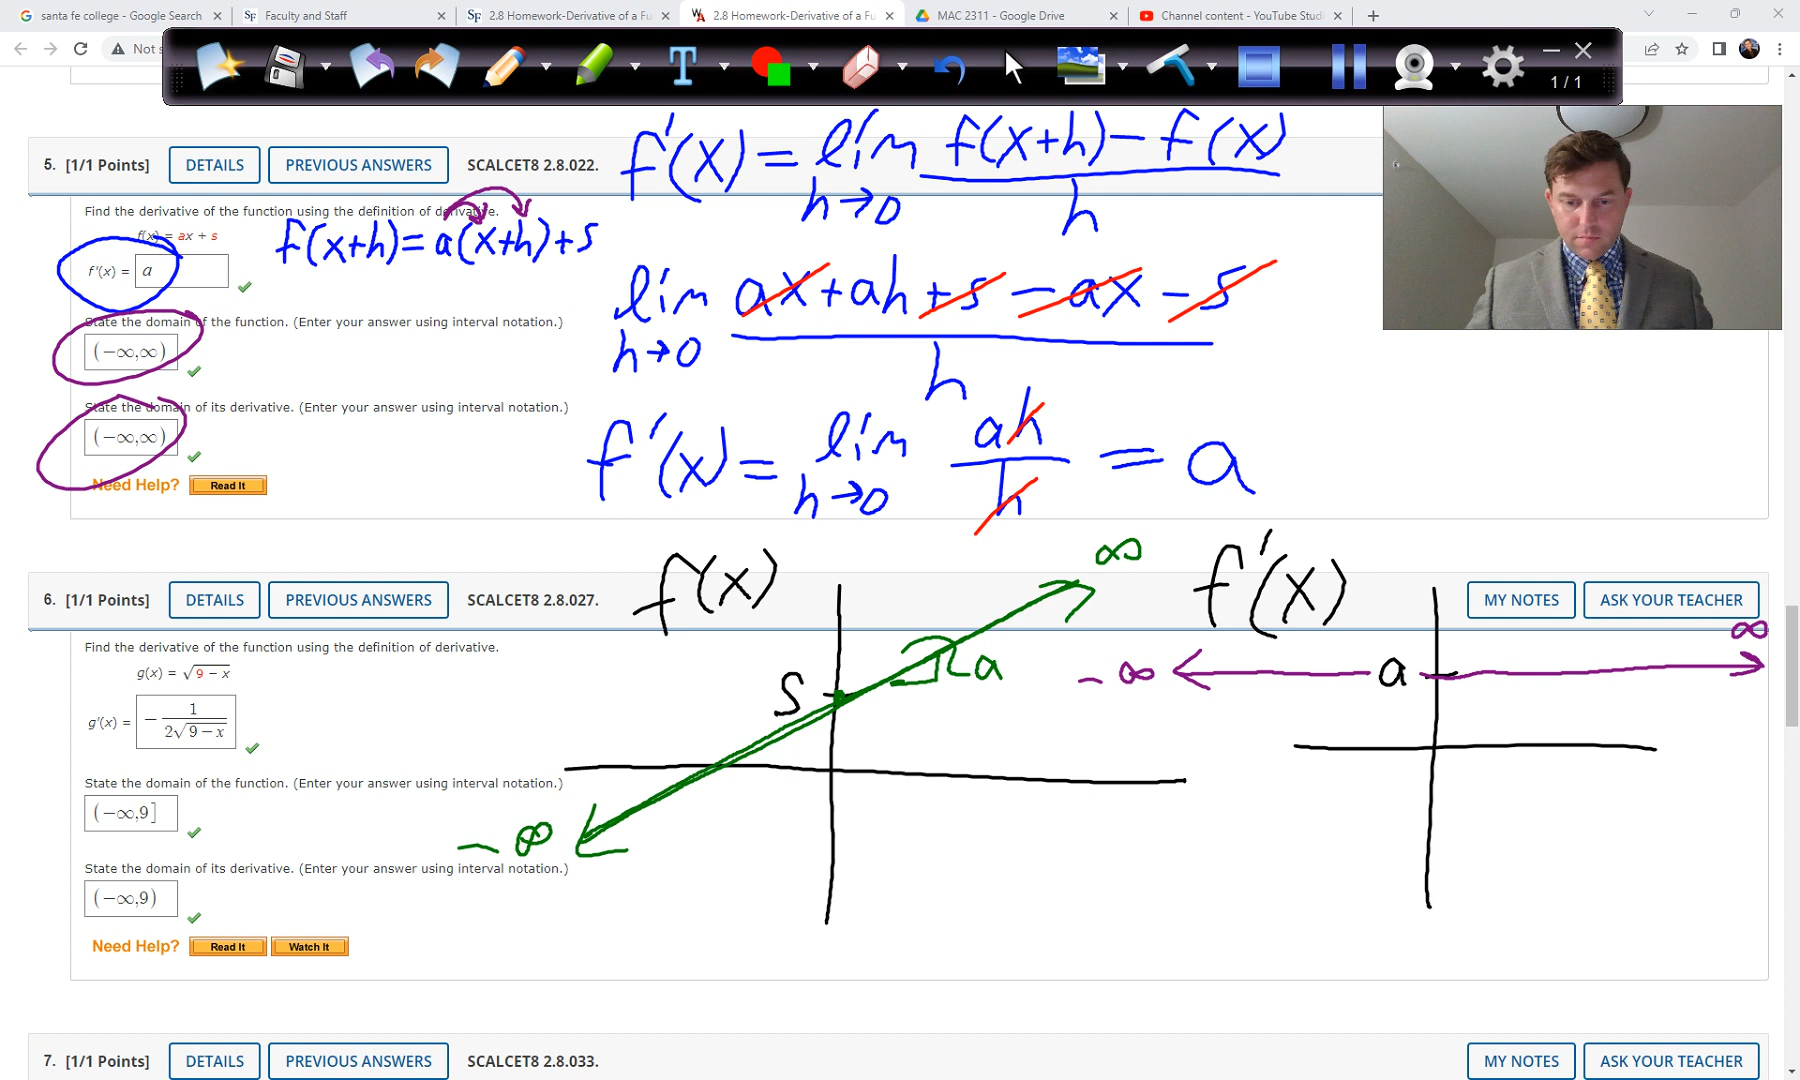 santa fe college - Google Search
Faculty and Staff
2.8 Homework-Derivative of a Fu
2.8 Homework-Derivative of a Fu
MAC 2311 - Google Drive
Channel content - YouTube Studi
Not s
1 / 1
5. [1/1 Points] DETAILS PREVIOUS ANSWERS SCALCET8 2.8.022.
f'(x) = lim h→0 f(x+h) - f(x) / h
Find the derivative of the function using the definition of derivative.
f(x) = ax + s
f(x+h) = a(x+h)+s
f'(x) = a
lim h→0 ax + ah + s - ax - s / h
State the domain of the function. (Enter your answer using interval notation.)
(-∞,∞)
State the domain of its derivative. (Enter your answer using interval notation.)
(-∞,∞)
f'(x) = lim h→0 ah / h = a
Need Help? Read It
f(x) ∞ f'(x)
6. [1/1 Points] DETAILS PREVIOUS ANSWERS SCALCET8 2.8.027. MY NOTES ASK YOUR TEACHER
Find the derivative of the function using the definition of derivative.
g(x) = √9 - x
s a -∞ a ∞
g'(x) = - 1 / 2√9 - x
State the domain of the function. (Enter your answer using interval notation.)
(-∞,9]
-∞
State the domain of its derivative. (Enter your answer using interval notation.)
(-∞,9)
Need Help? Read It Watch It
7. [1/1 Points] DETAILS PREVIOUS ANSWERS SCALCET8 2.8.033. MY NOTES ASK YOUR TEACHER